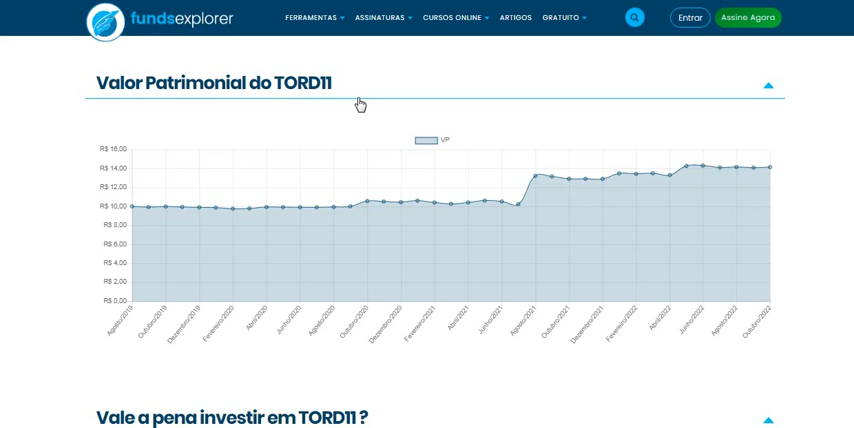 fundsexplorer
FERRAMENTAS ASSINATURAS CURSOS ONLINE ARTIGOS GRATUITO
Entrar
Assine Agora
Valor Patrimonial do TORD11
VP
R$ 16,00
R$ 14,00
R$ 12,00
R$ 10,00
R$ 8,00
R$ 6,00
R$ 4,00
R$ 2,00
R$ 0,00
Agosto/2019
Outubro/2019
Dezembro/2019
Fevereiro/2020
Abril/2020
Junho/2020
Agosto/2020
Outubro/2020
Dezembro/2020
Fevereiro/2021
Abril/2021
Junho/2021
Agosto/2021
Outubro/2021
Dezembro/2021
Fevereiro/2022
Abril/2022
Junho/2022
Agosto/2022
Outubro/2022
Vale a pena investir em TORD11 ?